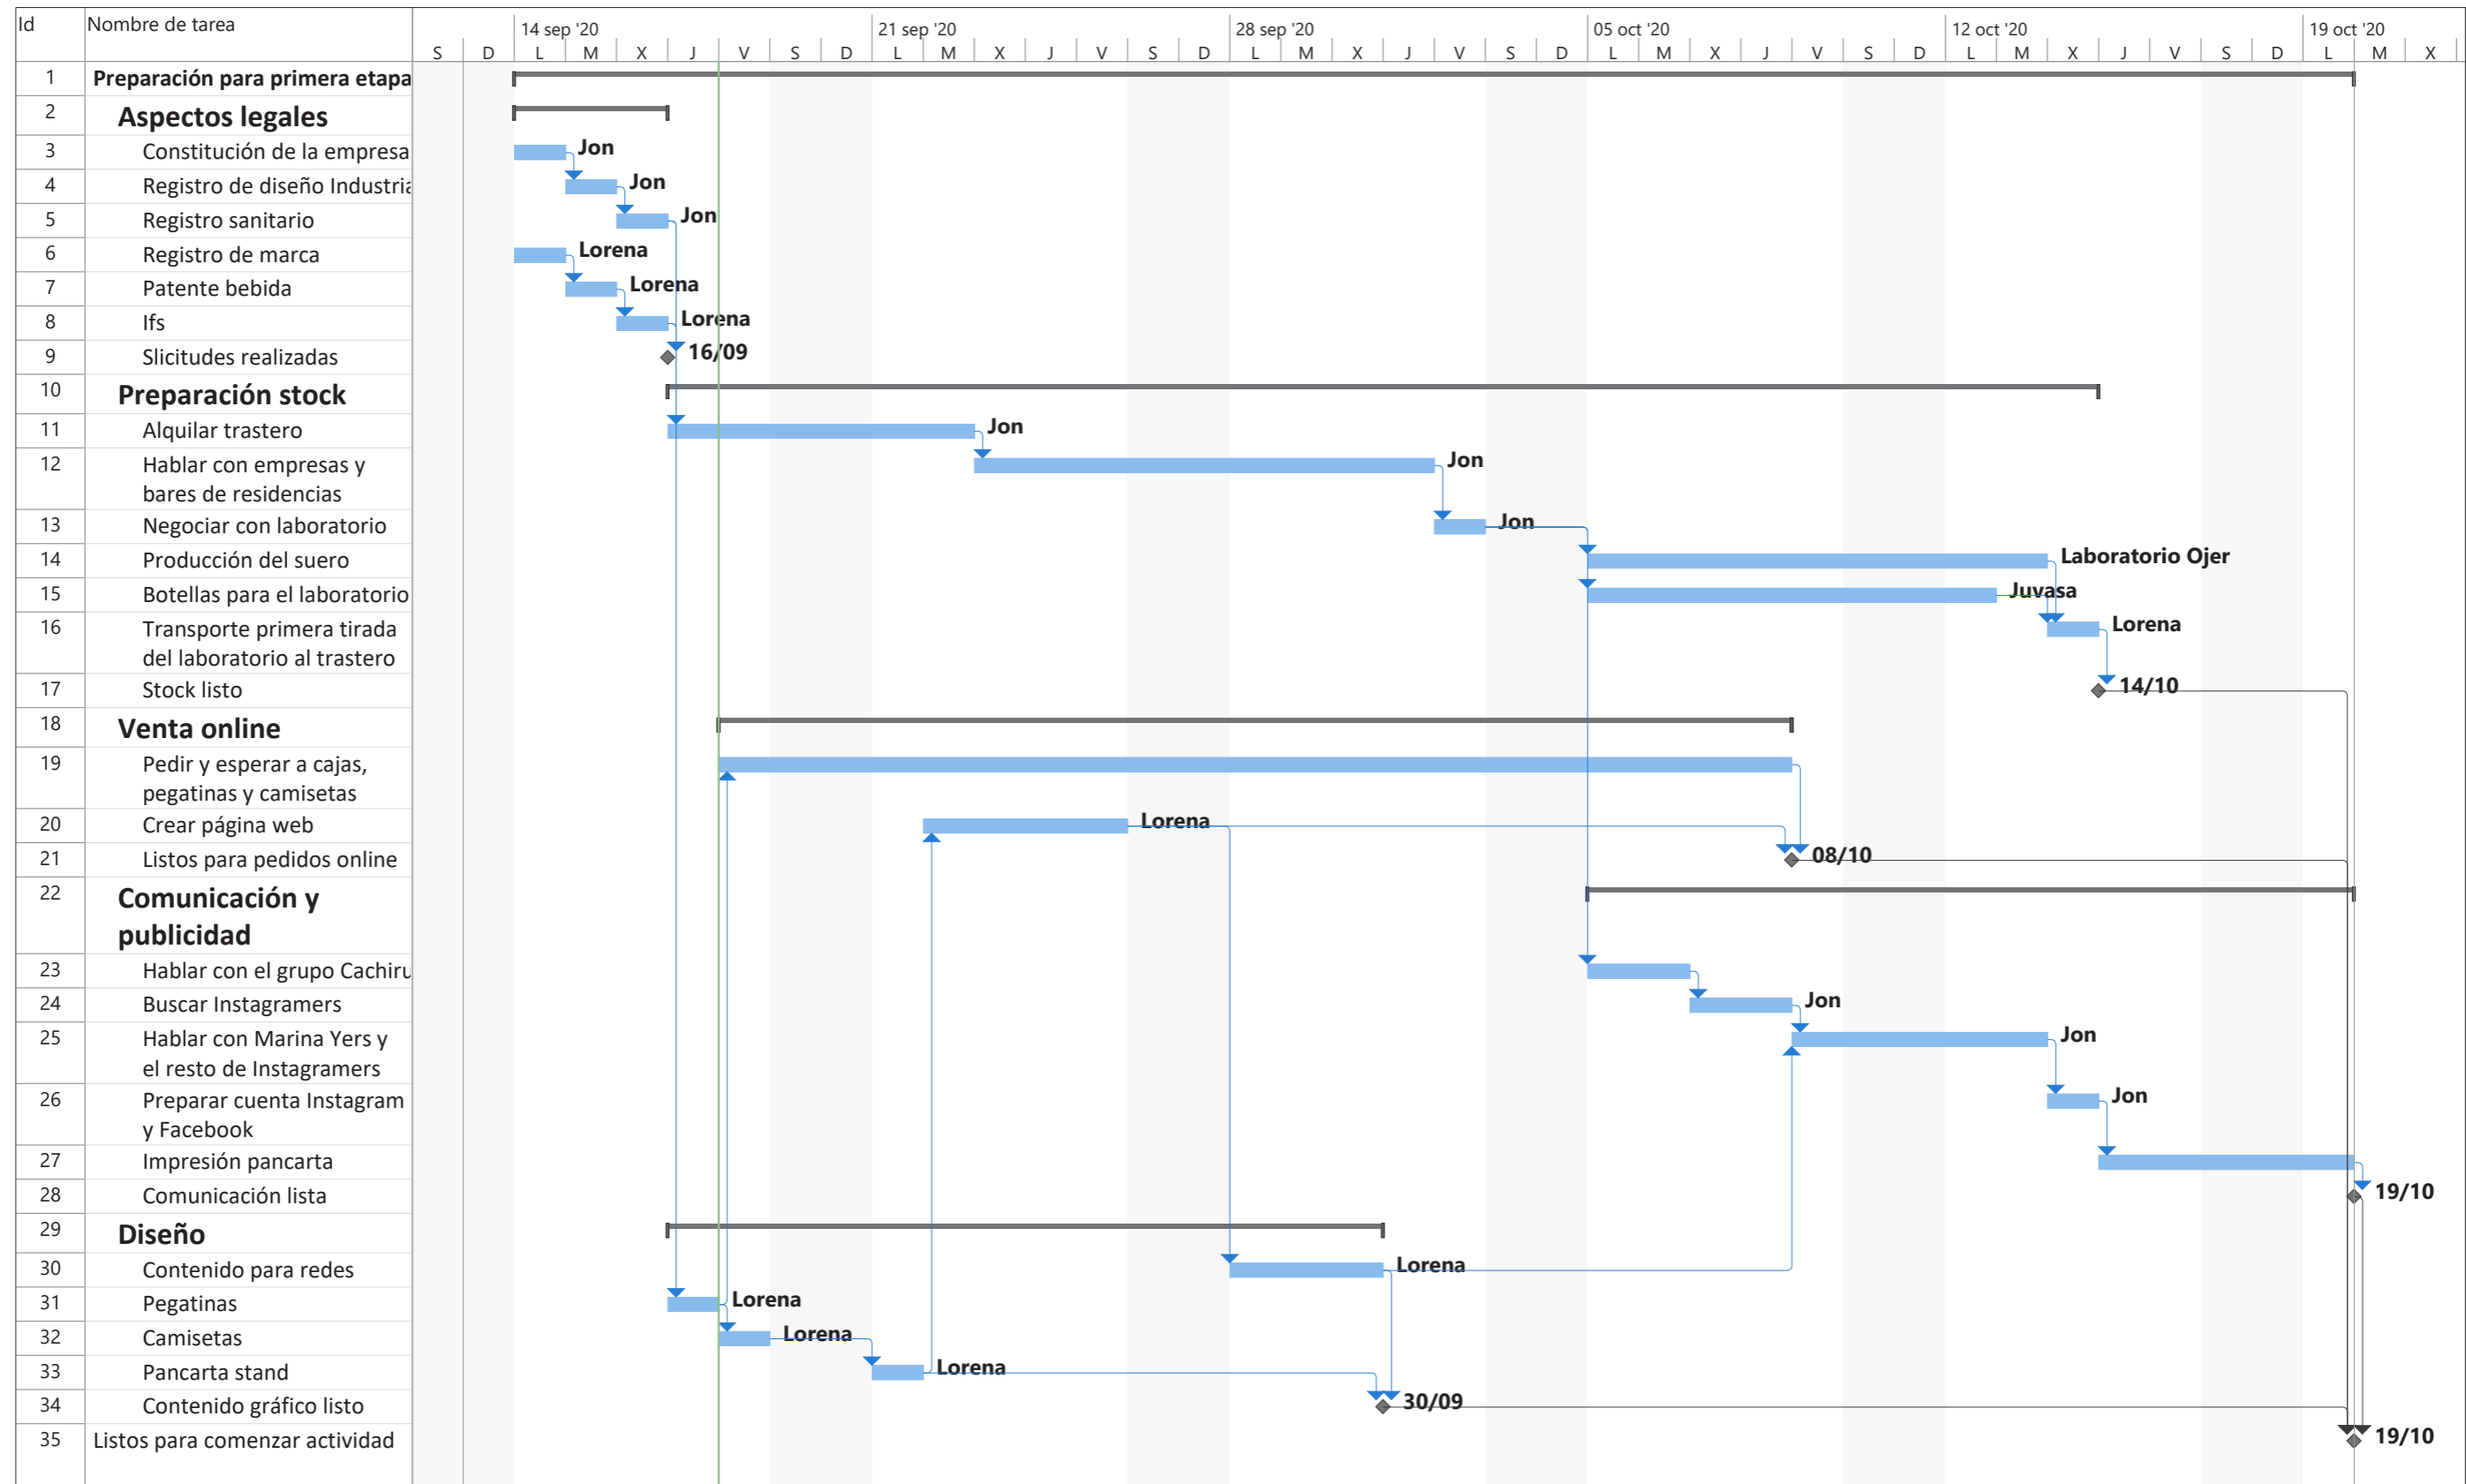 Id Nombre de tarea 14 sep '20 21 sep '20 28 sep '20 05 oct '20 12 oct '20 19 oct '20
S D L M X J V S D L M X J V S D L M X J V S D L M X J V S D L M X J V S D L M X
1 Preparación para primera etapa
2 Aspectos legales
3 Constitución de la empresa Jon
4 Registro de diseño Industria Jon
5 Registro sanitario Jon
6 Registro de marca Lorena
7 Patente bebida Lorena
8 Ifs Lorena
9 Slicitudes realizadas 16/09
10 Preparación stock
11 Alquilar trastero Jon
12 Hablar con empresas y Jon
bares de residencias
13 Negociar con laboratorio Jon
14 Producción del suero Laboratorio Ojer
15 Botellas para el laboratorio Juvasa
16 Transporte primera tirada Lorena
del laboratorio al trastero
17 Stock listo 14/10
18 Venta online
19 Pedir y esperar a cajas,
pegatinas y camisetas
20 Crear página web Lorena
21 Listos para pedidos online 08/10
22 Comunicación y
publicidad
23 Hablar con el grupo Cachiru
24 Buscar Instagramers Jon
25 Hablar con Marina Yers y Jon
el resto de Instagramers
26 Preparar cuenta Instagram Jon
y Facebook
27 Impresión pancarta
28 Comunicación lista 19/10
29 Diseño
30 Contenido para redes Lorena
31 Pegatinas Lorena
32 Camisetas Lorena
33 Pancarta stand Lorena
34 Contenido gráfico listo 30/09
35 Listos para comenzar actividad 19/10